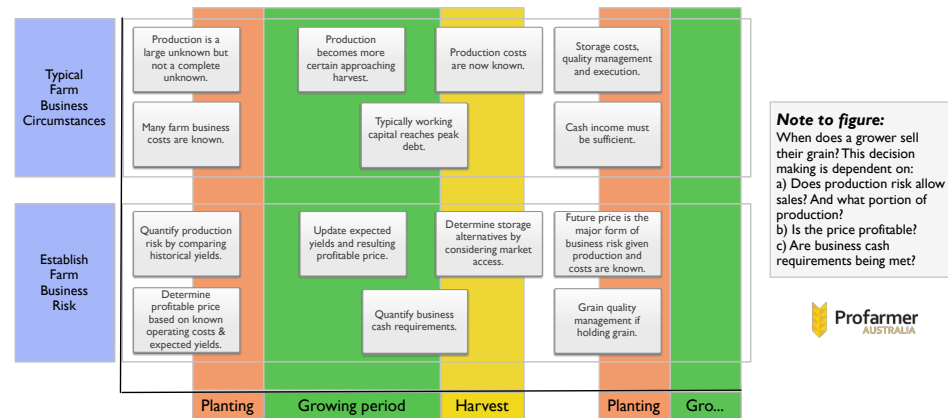 Typical
Farm
Business
Circumstances
Production is a
large unknown but
not a complete
unknown.
Many farm business
costs are known.
Production
becomes more
certain approaching
harvest.
Typically working
capital reaches peak
debt.
Production costs
are now known.
Storage costs,
quality management
and execution.
Cash income must
be sufficient.
Establish
Farm
Business
Risk
Quantify production
risk by comparing
historical yields.
Determine
profitable price
based on known
operating costs &
expected yields.
Update expected
yields and resulting
profitable price.
Quantify business
cash requirements.
Determine storage
alternatives by
considering market
access.
Future price is the
major form of
business risk given
production and
costs are known.
Grain quality
management if
holding grain.
Planting
Growing period
Harvest
Planting
Gro...
Note to figure:
When does a grower sell
their grain? This decision
making is dependent on:
a) Does production risk allow
sales? And what portion of
production?
b) Is the price profitable?
c) Are business cash
requirements being met?
Profarmer
AUSTRALIA